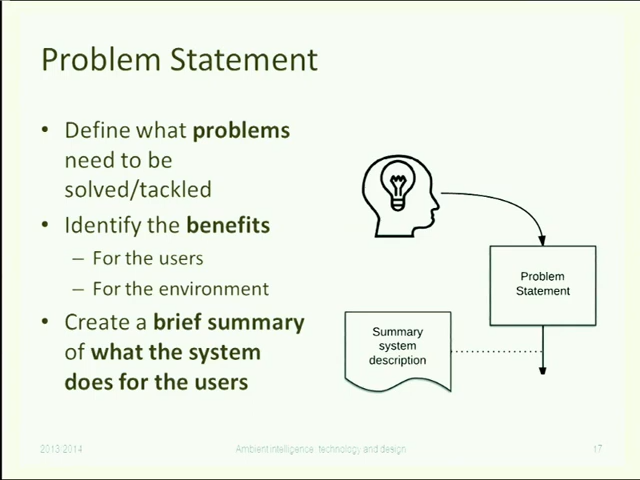 Problem Statement
• Define what problems
need to be
solved/tackled
• Identify the benefits
– For the users
– For the environment
• Create a brief summary
of what the system
does for the users
Problem
Statement
Summary
system
description
2013/2014
Ambient intelligence: technology and design
17